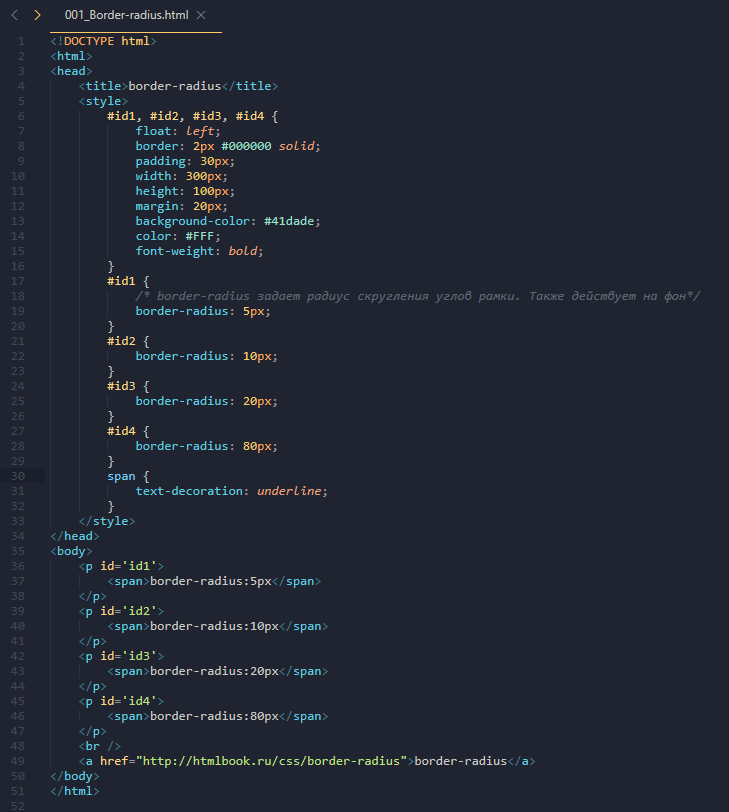 001_Border-radius.html
1 <!DOCTYPE html>
2 <html>
3 <head>
4     <title>border-radius</title>
5     <style>
6         #id1, #id2, #id3, #id4 {
7             float: left;
8             border: 2px #000000 solid;
9             padding: 30px;
10             width: 300px;
11             height: 100px;
12             margin: 20px;
13             background-color: #41dade;
14             color: #FFF;
15             font-weight: bold;
16         }
17         #id1 {
18             /* border-radius задает радиус скругления углов рамки. Также действует на фон*/
19             border-radius: 5px;
20         }
21         #id2 {
22             border-radius: 10px;
23         }
24         #id3 {
25             border-radius: 20px;
26         }
27         #id4 {
28             border-radius: 80px;
29         }
30         span {
31             text-decoration: underline;
32         }
33     </style>
34 </head>
35 <body>
36     <p id='id1'>
37         <span>border-radius:5px</span>
38     </p>
39     <p id='id2'>
40         <span>border-radius:10px</span>
41     </p>
42     <p id='id3'>
43         <span>border-radius:20px</span>
44     </p>
45     <p id='id4'>
46         <span>border-radius:80px</span>
47     </p>
48     <br />
49     <a href="http://htmlbook.ru/css/border-radius">border-radius</a>
50 </body>
51 </html>
52